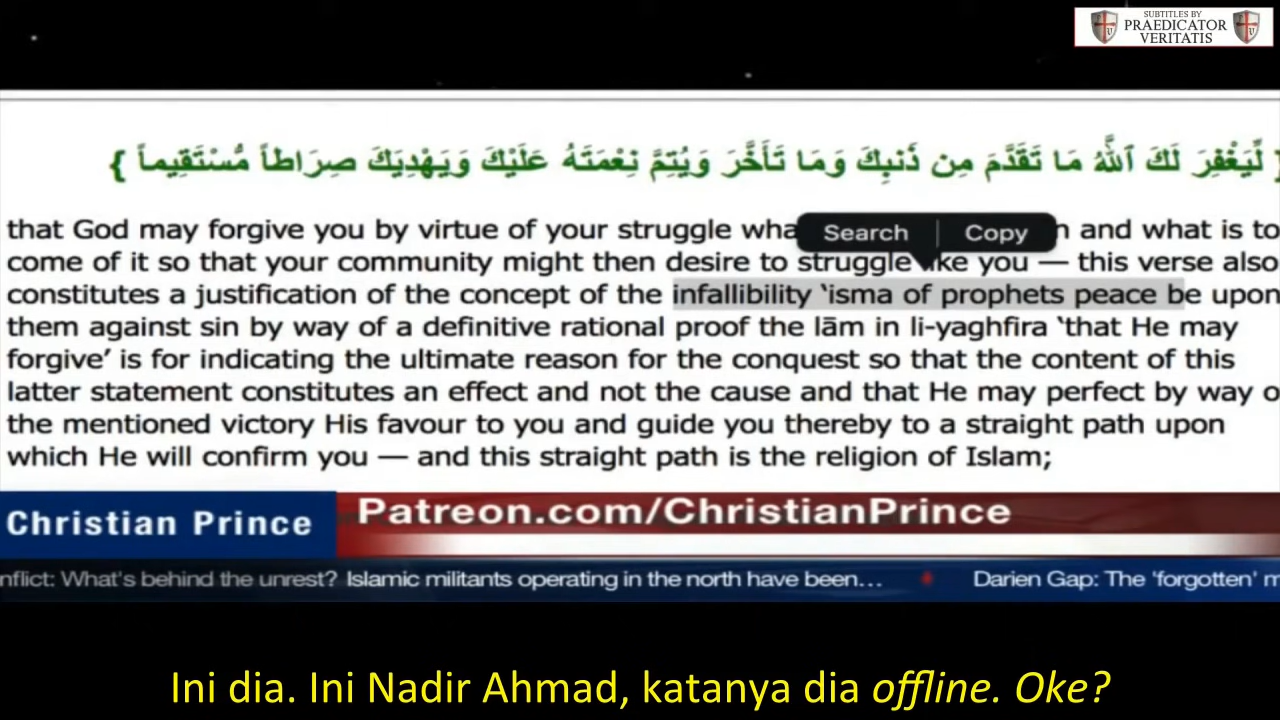 SUBTITLES BY
PRAEDICATOR
VERITATIS
لِّيَغْفِرَ لَكَ ٱللَّهُ مَا تَقَدَّمَ مِن ذَنبِكَ وَمَا تَأَخَّرَ وَيُتِمَّ نِعْمَتَهُ عَلَيْكَ وَيَهْدِيَكَ صِرَاطاً مُّسْتَقِيماً }
that God may forgive you by virtue of your struggle and what is to
Search Copy
come of it so that your community might then desire to struggle like you — this verse also
constitutes a justification of the concept of the infallibility ‘isma of prophets peace be upon
them against sin by way of a definitive rational proof the lām in li-yaghfira ‘that He may
forgive’ is for indicating the ultimate reason for the conquest so that the content of this
latter statement constitutes an effect and not the cause and that He may perfect by way o
the mentioned victory His favour to you and guide you thereby to a straight path upon
which He will confirm you — and this straight path is the religion of Islam;
Christian Prince
Patreon.com/ChristianPrince
nflict: What's behind the unrest? Islamic militants operating in the north have been... Darien Gap: The 'forgotten' m
Ini dia. Ini Nadir Ahmad, katanya dia offline. Oke?